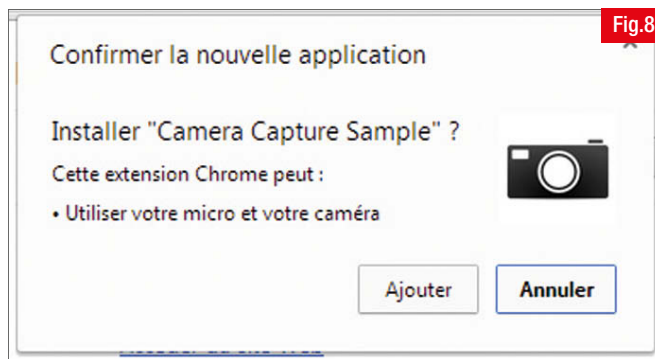 Fig.8
Confirmer la nouvelle application
Installer "Camera Capture Sample" ?
Cette extension Chrome peut :
• Utiliser votre micro et votre caméra
Ajouter
Annuler